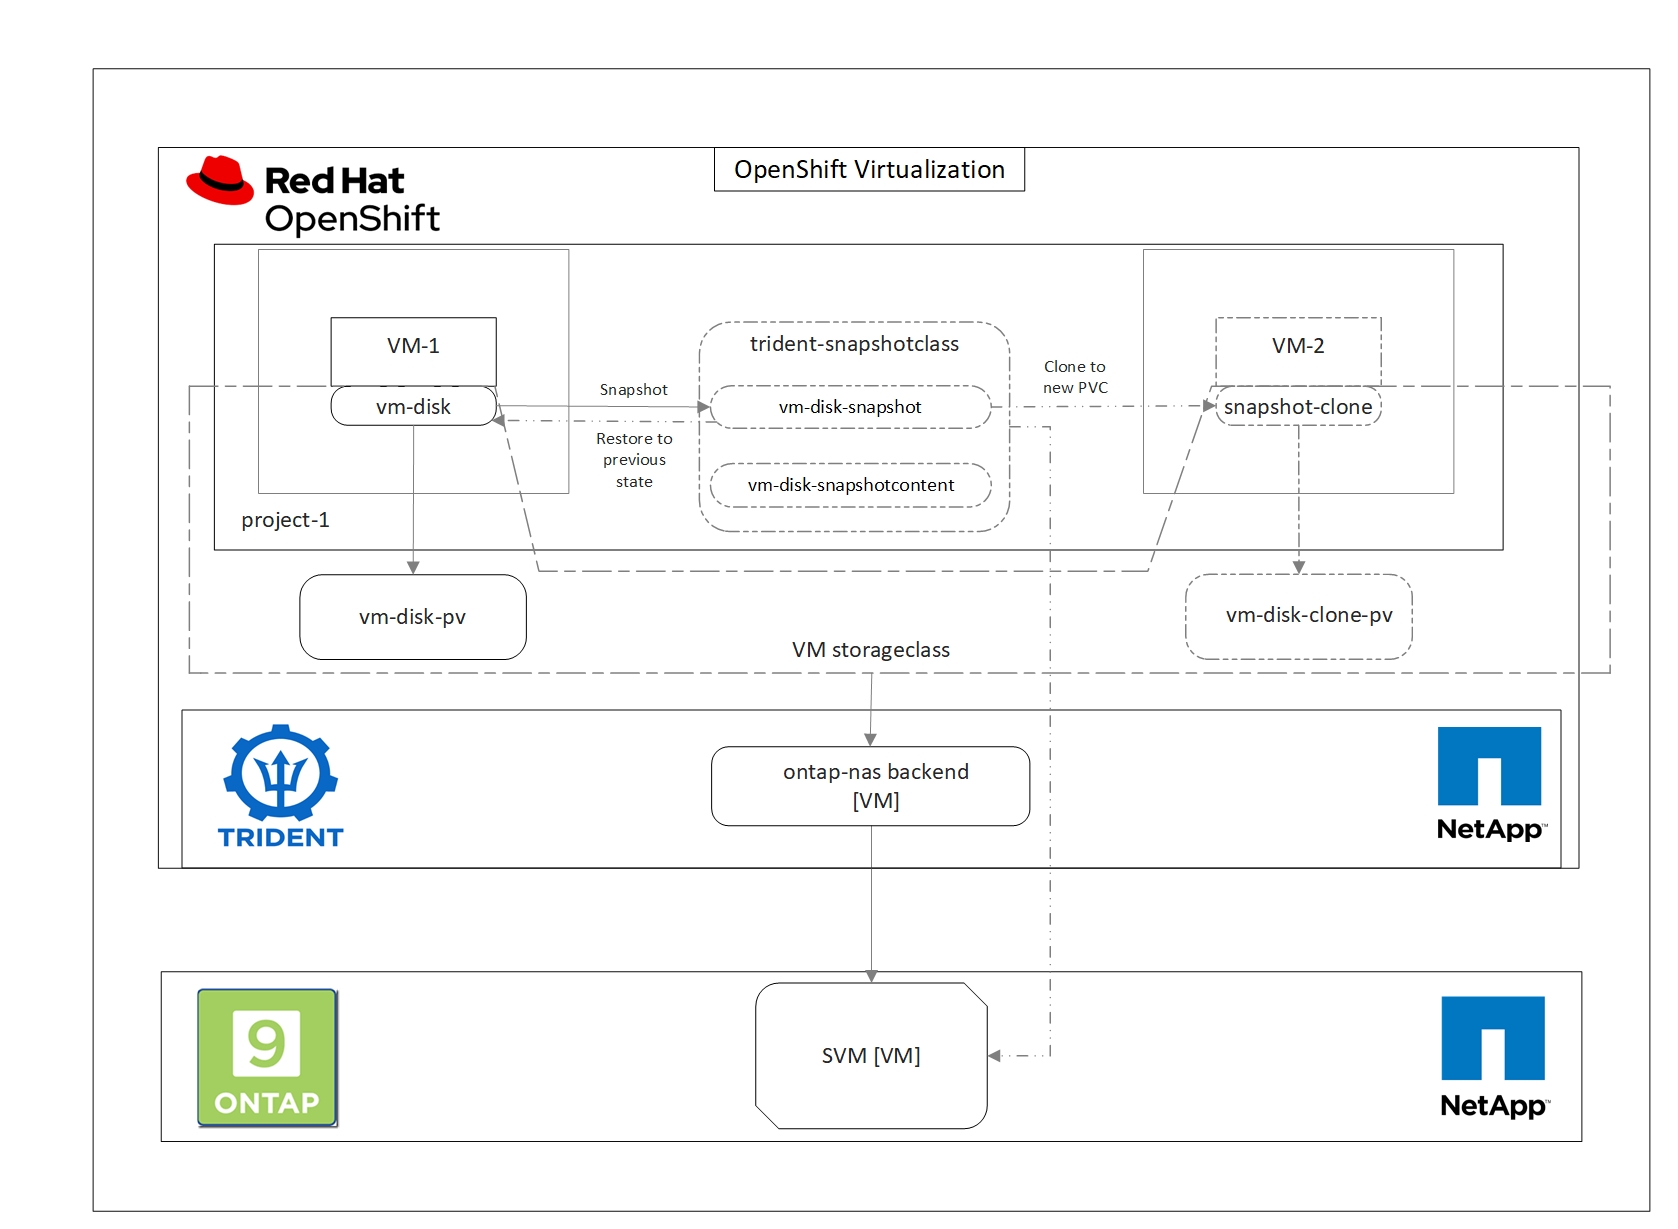 Red Hat
OpenShift
OpenShift Virtualization
VM-1
vm-disk
Snapshot
Restore to
previous
state
trident-snapshotclass
vm-disk-snapshot
vm-disk-snapshotcontent
Clone to
new PVC
VM-2
snapshot-clone
project-1
vm-disk-pv
vm-disk-clone-pv
VM storageclass
TRIDENT
ontap-nas backend
[VM]
NetApp™
9
ONTAP
SVM [VM]
NetApp™